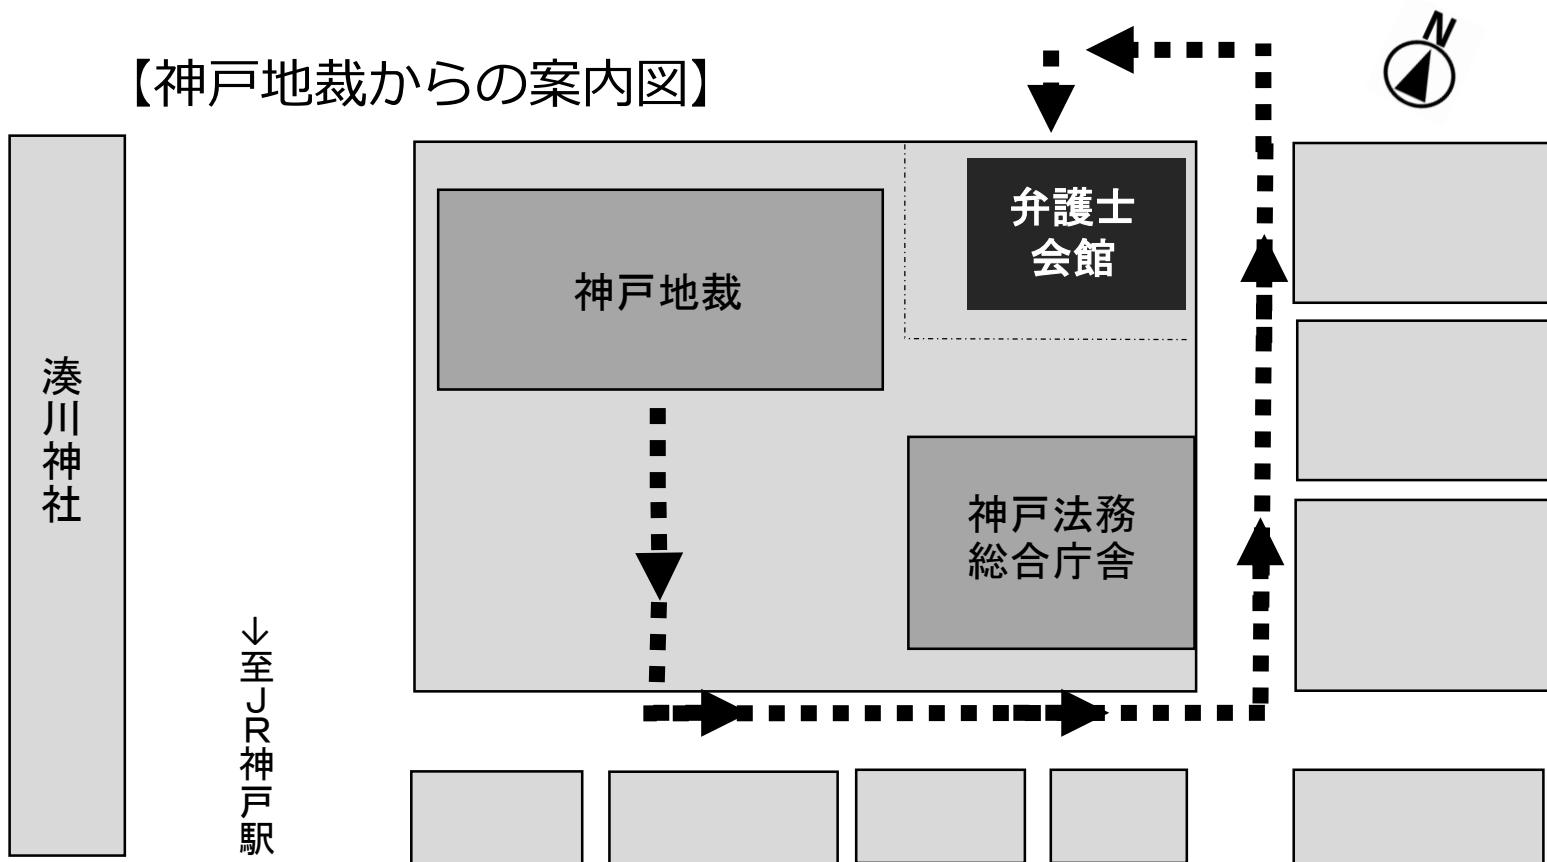 【神戸地裁からの案内図】
N
弁護士
会館
神戸地裁
湊川神社
神戸法務
総合庁舎
↓至JR神戸駅